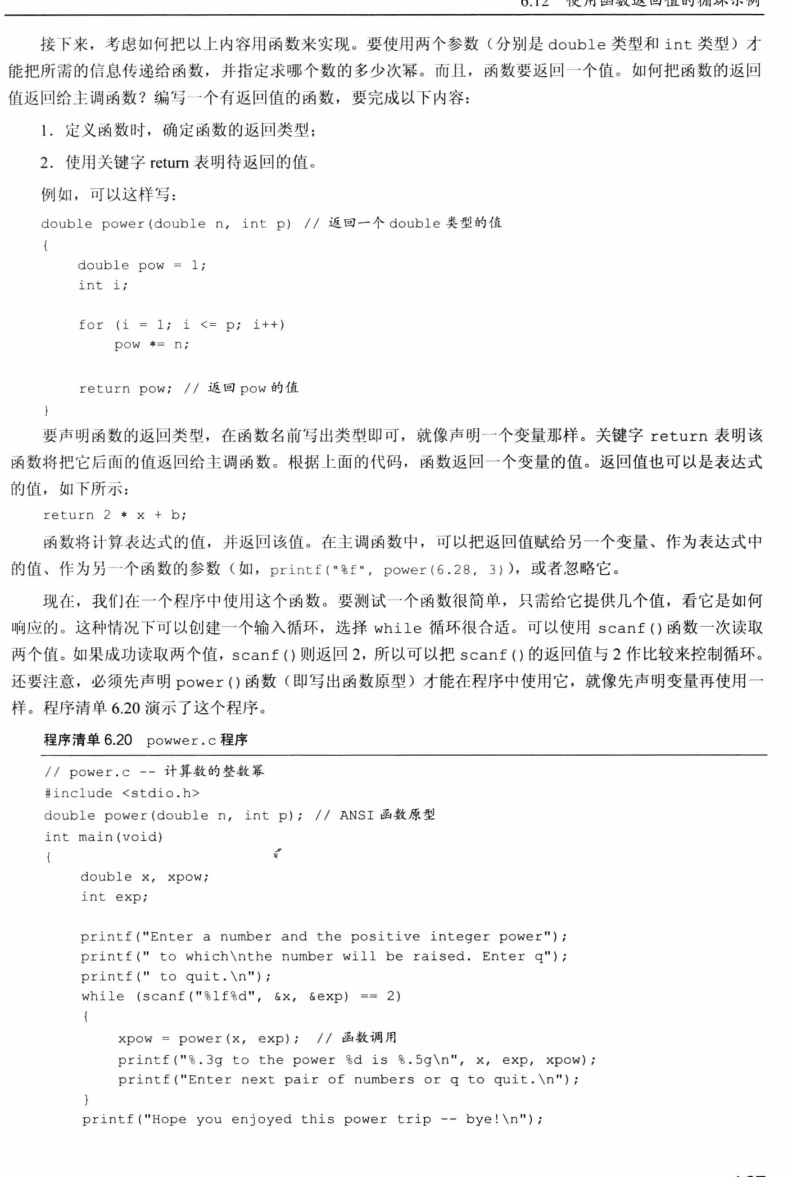 接下来，考虑如何把以上内容用函数来实现。要使用两个参数（分别是 double 类型和 int 类型）才
能把所需的信息传递给函数，并指定求哪个数的多少次幂。而且，函数要返回一个值。如何把函数的返回
值返回给主调函数？编写一个有返回值的函数，要完成以下内容：
1．定义函数时，确定函数的返回类型；
2．使用关键字 return 表明待返回的值。
例如，可以这样写：
double power(double n, int p) // 返回一个 double 类型的值
{
double pow = 1;
int i;
for (i = 1; i <= p; i++)
pow *= n;
return pow; // 返回 pow 的值
}
要声明函数的返回类型，在函数名前写出类型即可，就像声明一个变量那样。关键字 return 表明该
函数将把它后面的值返回给主调函数。根据上面的代码，函数返回一个变量的值。返回值也可以是表达式
的值，如下所示：
return 2 * x + b;
函数将计算表达式的值，并返回该值。在主调函数中，可以把返回值赋给另一个变量、作为表达式中
的值、作为另一个函数的参数（如，printf("%f", power(6.28, 3)），或者忽略它。
现在，我们在一个程序中使用这个函数。要测试一个函数很简单，只需给它提供几个值，看它是如何
响应的。这种情况下可以创建一个输入循环，选择 while 循环很合适。可以使用 scanf()函数一次读取
两个值。如果成功读取两个值，scanf()则返回 2，所以可以把 scanf()的返回值与 2 作比较来控制循环。
还要注意，必须先声明 power()函数（即写出函数原型）才能在程序中使用它，就像先声明变量再使用一
样。程序清单 6.20 演示了这个程序。
程序清单 6.20 powwer.c 程序
// power.c -- 计算数的整数幂
#include <stdio.h>
double power(double n, int p); // ANSI 函数原型
int main(void)
{
double x, xpow;
int exp;
printf("Enter a number and the positive integer power");
printf(" to which\nthe number will be raised. Enter q");
printf(" to quit.\n");
while (scanf("%lf%d", &x, &exp) == 2)
{
xpow = power(x, exp); // 函数调用
printf("%.3g to the power %d is %.5g\n", x, exp, xpow);
printf("Enter next pair of numbers or q to quit.\n");
}
printf("Hope you enjoyed this power trip -- bye!\n");